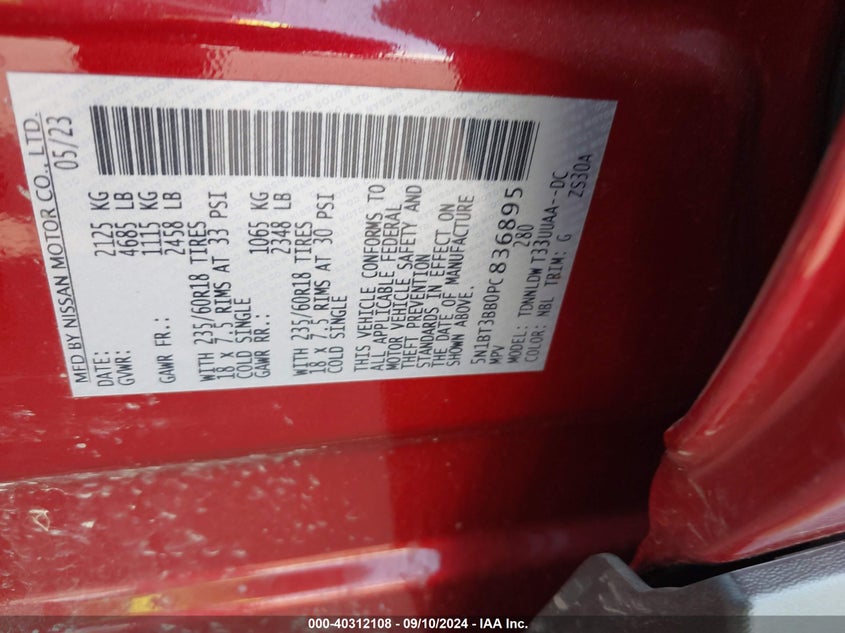 MFD BY NISSAN MOTOR CO., LTD.
DATE: 05/23
GVWR: 2125 KG
4685 LB
GAWR FR.: 1115 KG
2458 LB
WITH 235/60R18 TIRES
18 X 7.5 RIMS AT 33 PSI
COLD SINGLE
GAWR RR.: 1065 KG
2348 LB
WITH 235/60R18 TIRES
18 X 7.5 RIMS AT 30 PSI
COLD SINGLE
THIS VEHICLE CONFORMS TO
ALL APPLICABLE FEDERAL
MOTOR VEHICLE SAFETY AND
THEFT PREVENTION
STANDARDS IN EFFECT ON
THE DATE OF MANUFACTURE
SHOWN ABOVE.
5N1BT3BB0PC836895
MPV 280
MODEL: TDNNLDW T33UUAA--DC
COLOR: NBL TRIM: G ZS30A
000-40312108 - 09/10/2024 - IAA Inc.